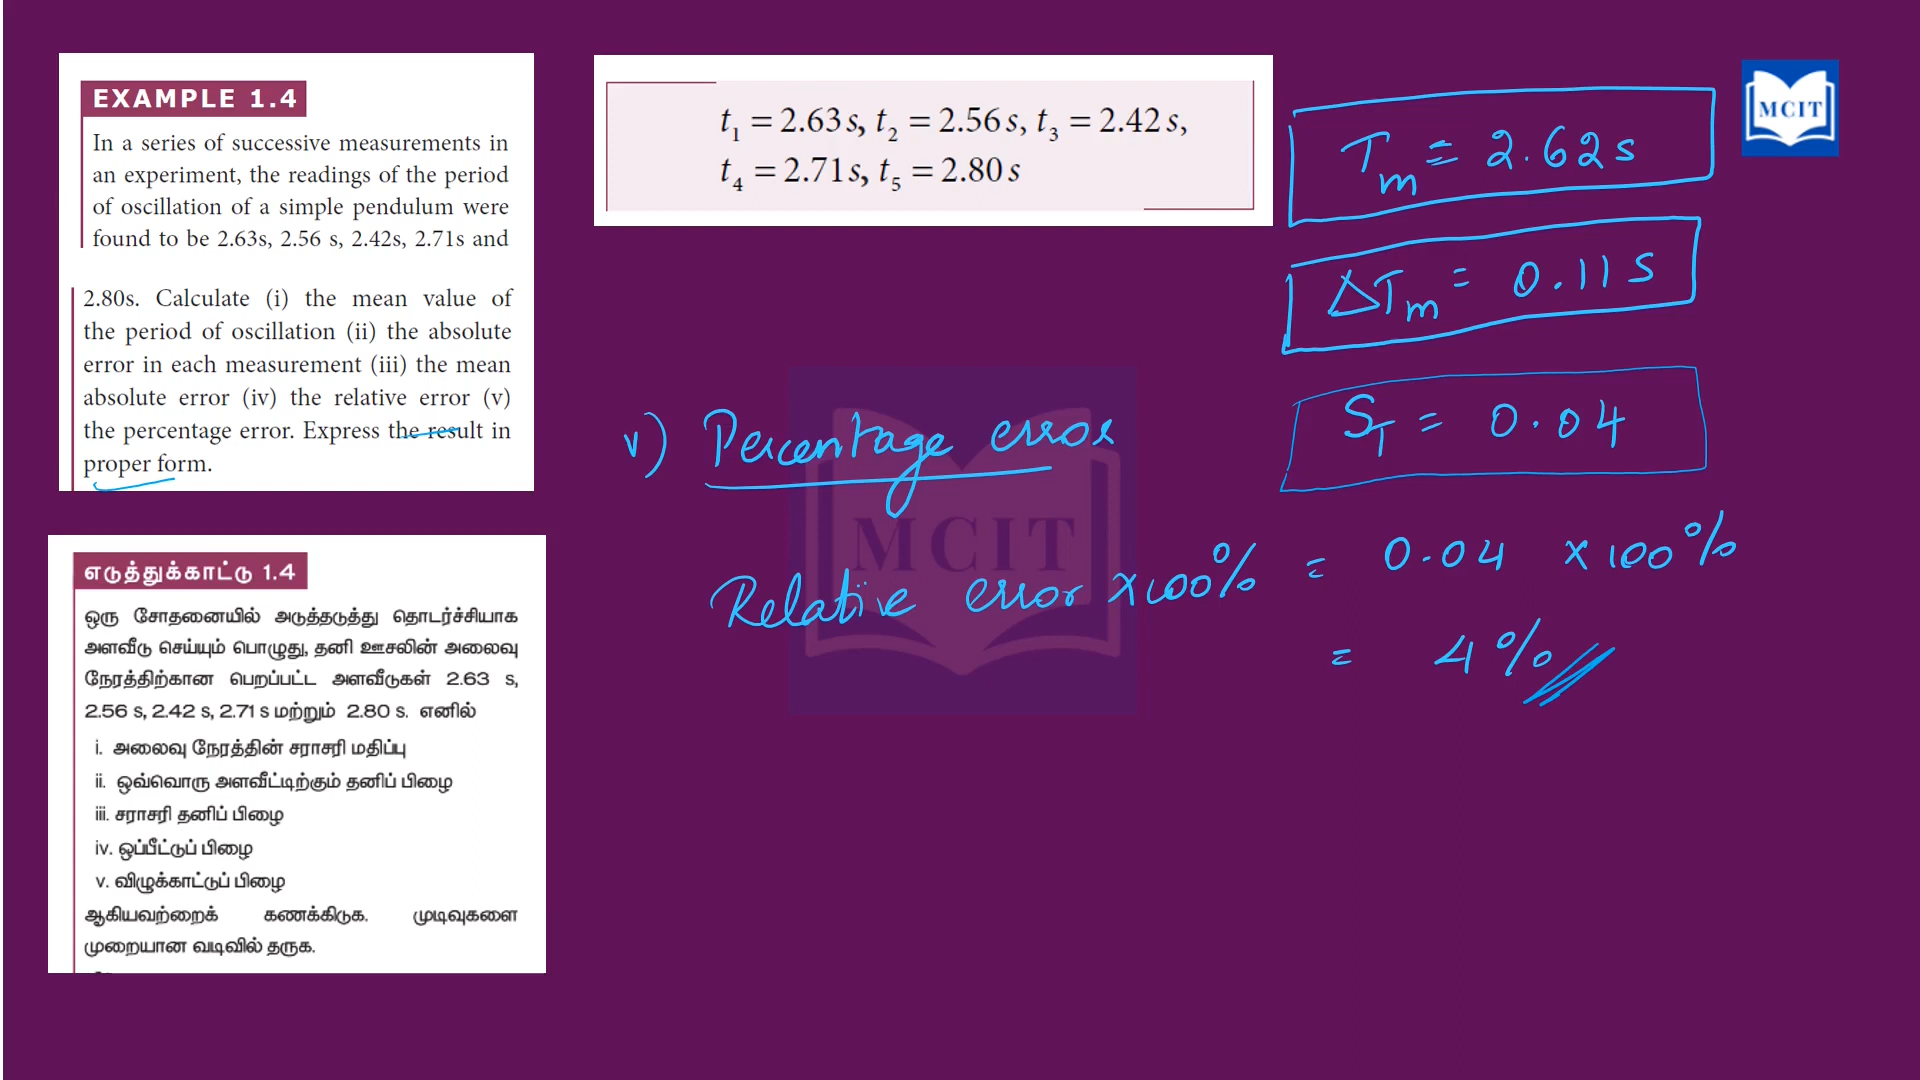 EXAMPLE 1.4
In a series of successive measurements in
an experiment, the readings of the period
of oscillation of a simple pendulum were
found to be 2.63s, 2.56 s, 2.42s, 2.71s and
2.80s. Calculate (i) the mean value of
the period of oscillation (ii) the absolute
error in each measurement (iii) the mean
absolute error (iv) the relative error (v)
the percentage error. Express the result in
proper form.
எடுத்துக்காட்டு 1.4
ஒரு சோதனையில் அடுத்தடுத்து தொடர்ச்சியாக
அளவீடு செய்யும் பொழுது, தனி ஊசலின் அலைவு
நேரத்திற்கான பெறப்பட்ட அளவீடுகள் 2.63 s,
2.56 s, 2.42 s, 2.71 s மற்றும் 2.80 s. எனில்
i. அலைவு நேரத்தின் சராசரி மதிப்பு
ii. ஒவ்வொரு அளவீட்டிற்கும் தனிப் பிழை
iii. சராசரி தனிப் பிழை
iv. ஒப்பீட்டுப் பிழை
v. விழுக்காட்டுப் பிழை
ஆகியவற்றைக் கணக்கிடுக. முடிவுகளை
முறையான வடிவில் தருக.
t₁ = 2.63 s, t₂ = 2.56 s, t₃ = 2.42 s,
t₄ = 2.71 s, t₅ = 2.80 s
Tm = 2.62 s
ΔTm = 0.11 s
ST = 0.04
MCIT
v) Percentage error
MCIT
Relative error × 100% = 0.04 × 100%
= 4%